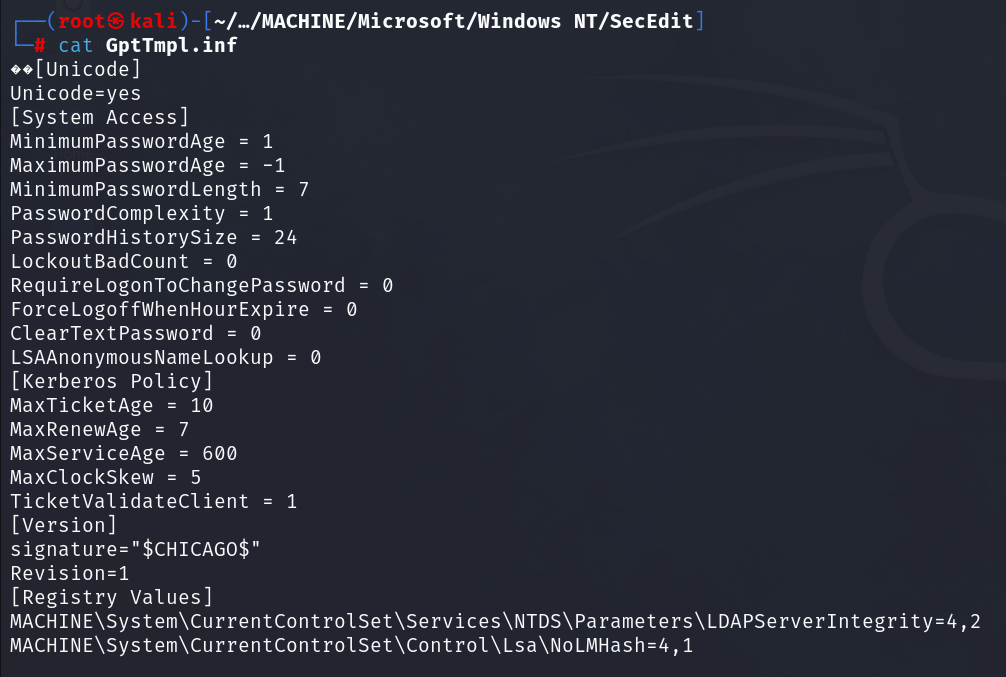 ┌──(root㉿kali)-[~/…/MACHINE/Microsoft/Windows NT/SecEdit]
└─# cat GptTmpl.inf
��[Unicode]
Unicode=yes
[System Access]
MinimumPasswordAge = 1
MaximumPasswordAge = -1
MinimumPasswordLength = 7
PasswordComplexity = 1
PasswordHistorySize = 24
LockoutBadCount = 0
RequireLogonToChangePassword = 0
ForceLogoffWhenHourExpire = 0
ClearTextPassword = 0
LSAAnonymousNameLookup = 0
[Kerberos Policy]
MaxTicketAge = 10
MaxRenewAge = 7
MaxServiceAge = 600
MaxClockSkew = 5
TicketValidateClient = 1
[Version]
signature="$CHICAGO$"
Revision=1
[Registry Values]
MACHINE\System\CurrentControlSet\Services\NTDS\Parameters\LDAPServerIntegrity=4,2
MACHINE\System\CurrentControlSet\Control\Lsa\NoLMHash=4,1